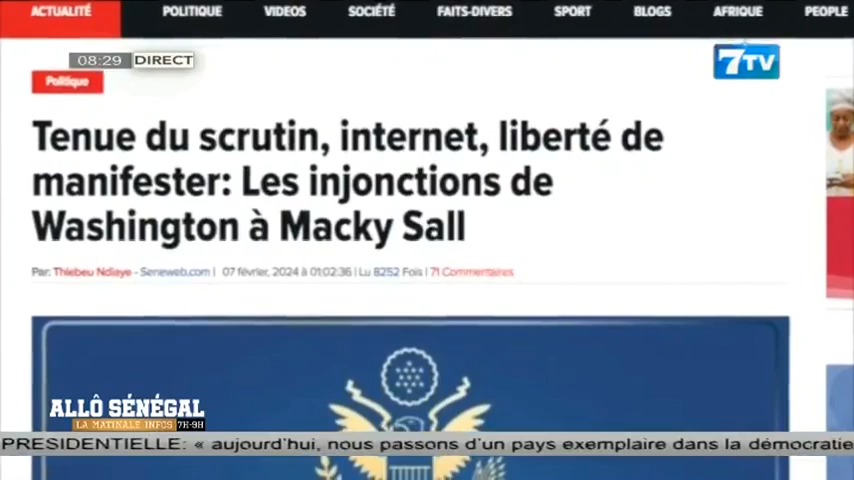 ACTUALITÉ POLITIQUE VIDEOS SOCIÉTÉ FAITS-DIVERS SPORT BLOGS AFRIQUE PEOPLE
08:29 DIRECT
7TV
Politique
Tenue du scrutin, internet, liberté de
manifester: Les injonctions de
Washington à Macky Sall
Par: Thiebeu Ndiaye - Seneweb.com | 07 février, 2024 à 01:02:36 | Lu 8252 Fois | 71 Commentaires
ALLÔ SÉNÉGAL
LA MATINALE INFOS 7H-9H
PRESIDENTIELLE: « aujourd'hui, nous passons d'un pays exemplaire dans la démocratie